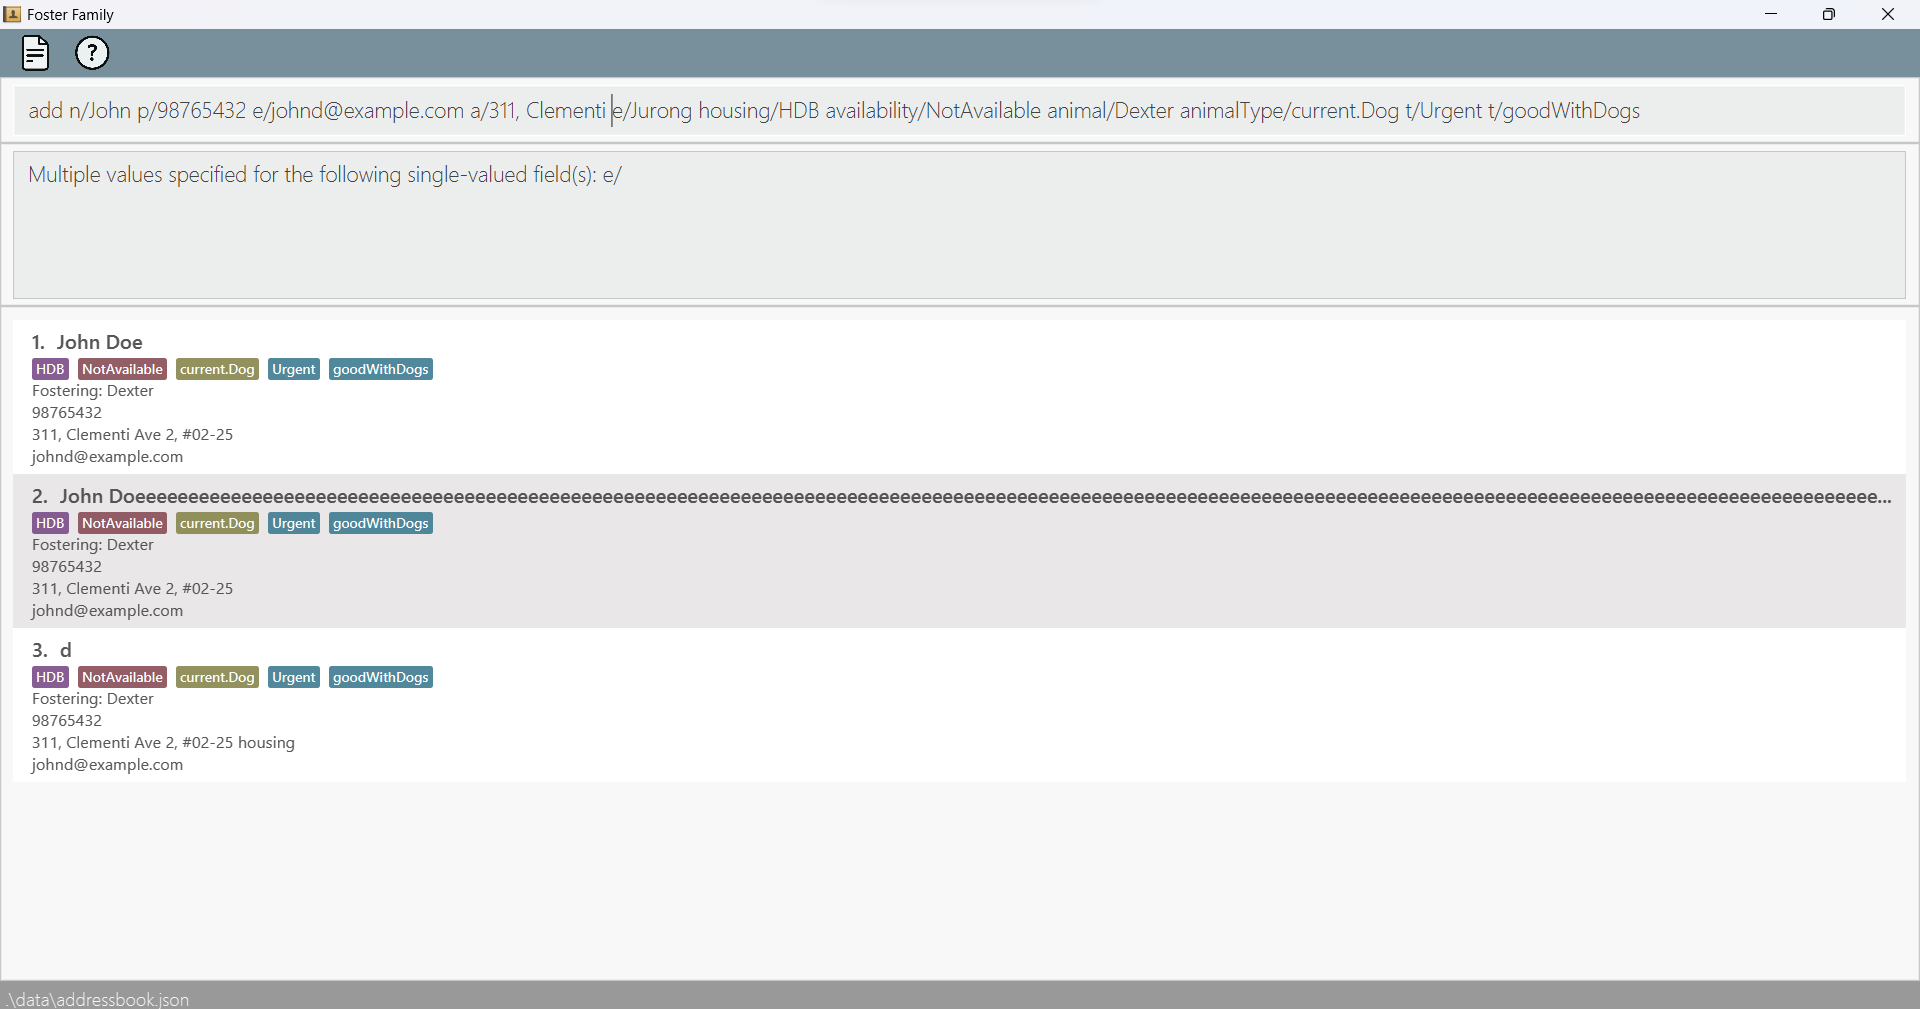 Foster Family
?
add n/John p/98765432 e/johnd@example.com a/311, Clementi e/Jurong housing/HDB availability/NotAvailable animal/Dexter animalType/current.Dog t/Urgent t/goodWithDogs
Multiple values specified for the following single-valued field(s): e/
1. John Doe
HDB NotAvailable current.Dog Urgent goodWithDogs
Fostering: Dexter
98765432
311, Clementi Ave 2, #02-25
johnd@example.com
2. John Doeeeeeeeeeeeeeeeeeeeeeeeeeeeeeeeeeeeeeeeeeeeeeeeeeeeeeeeeeeeeeeeeeeeeeeeeeeeeeeeeeeeeeeeeeeeeeeeeeeeeeeeeeeeeeeeeeeeeeeeeeeeeeeeeeeeeeeeeeeeeeeeeeeeeeeeeeeeeeeeeeeeeeee...
HDB NotAvailable current.Dog Urgent goodWithDogs
Fostering: Dexter
98765432
311, Clementi Ave 2, #02-25
johnd@example.com
3. d
HDB NotAvailable current.Dog Urgent goodWithDogs
Fostering: Dexter
98765432
311, Clementi Ave 2, #02-25 housing
johnd@example.com
.\data\addressbook.json